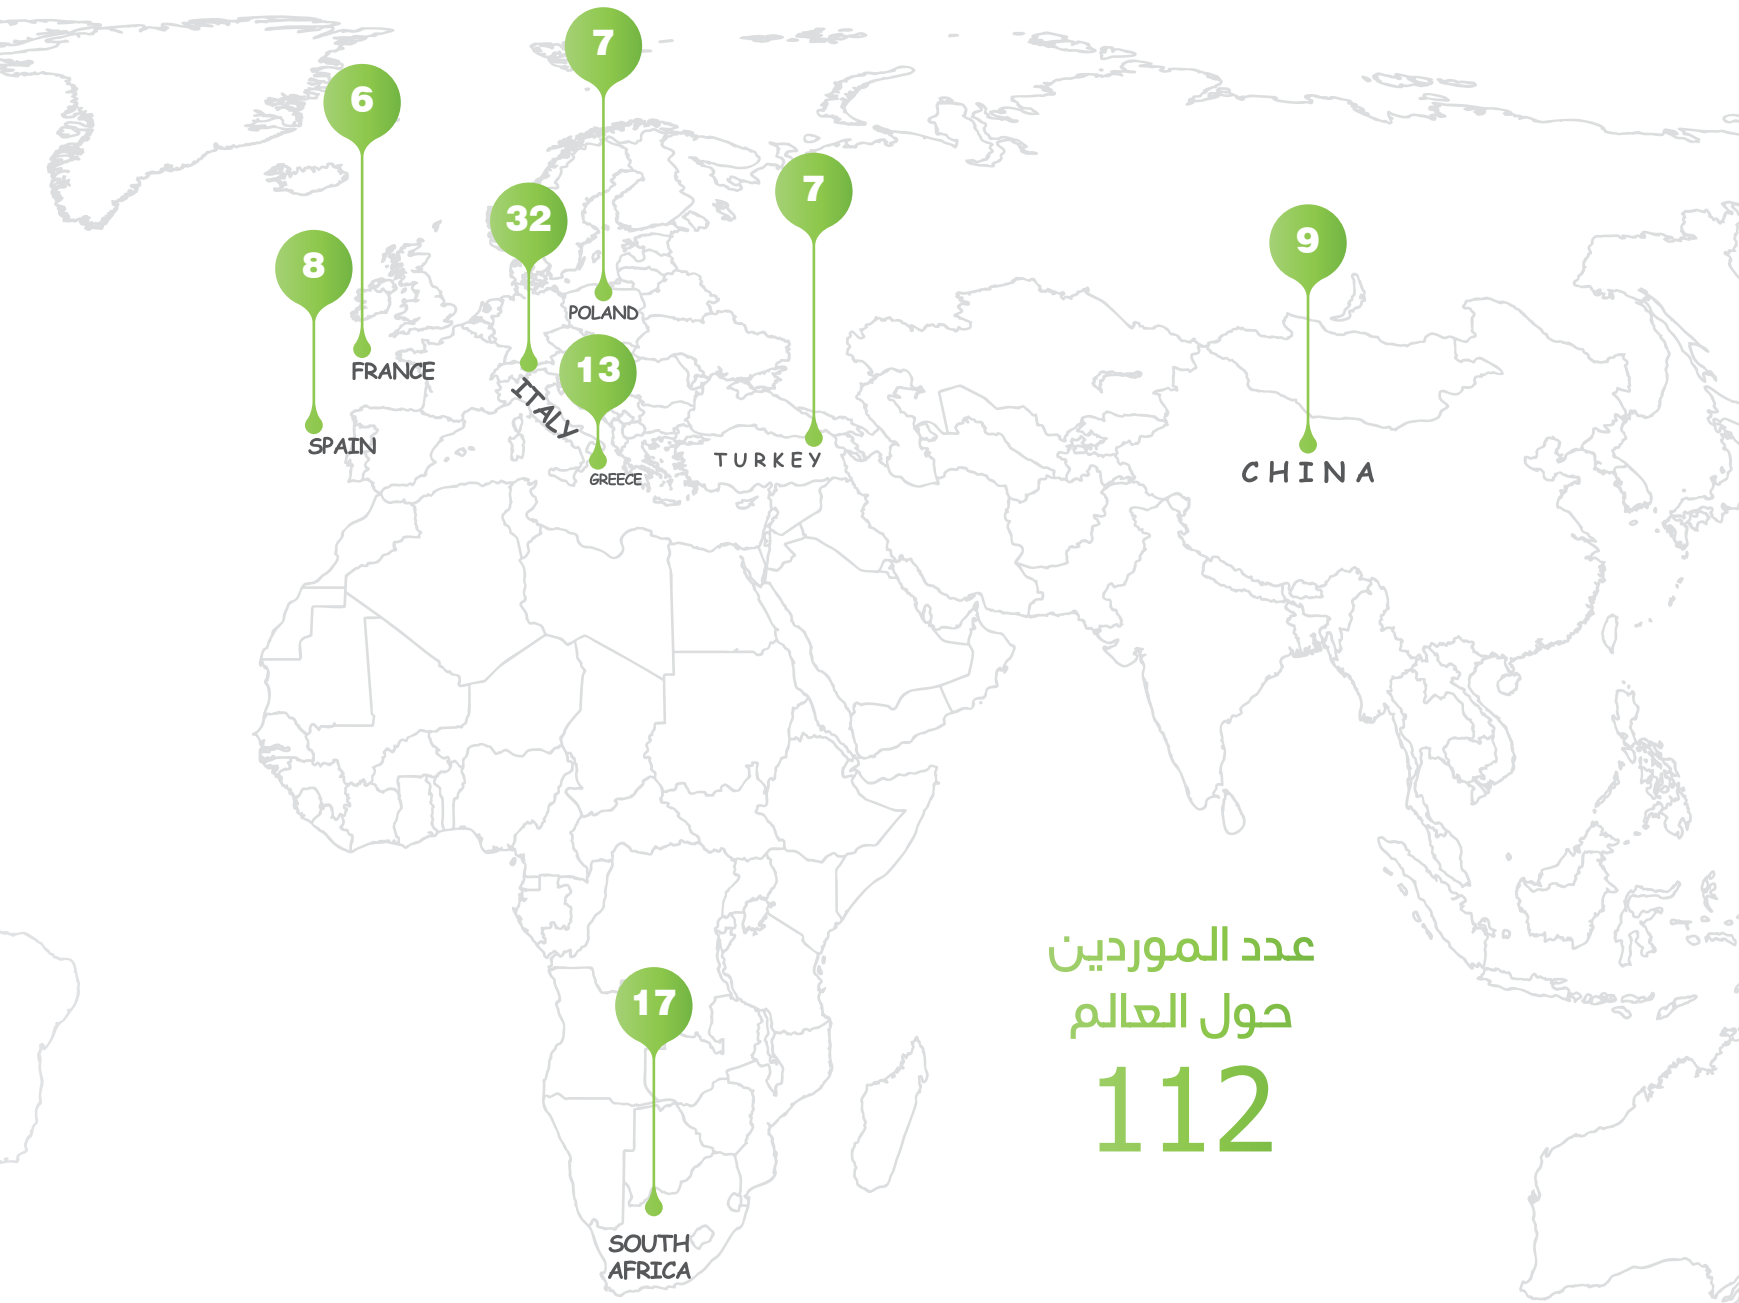 7
POLAND
6
FRANCE
7
TURKEY
32
ITALY
9
CHINA
8
SPAIN
13
GREECE
عدد الموردين
حول العالم
112
17
SOUTH
AFRICA